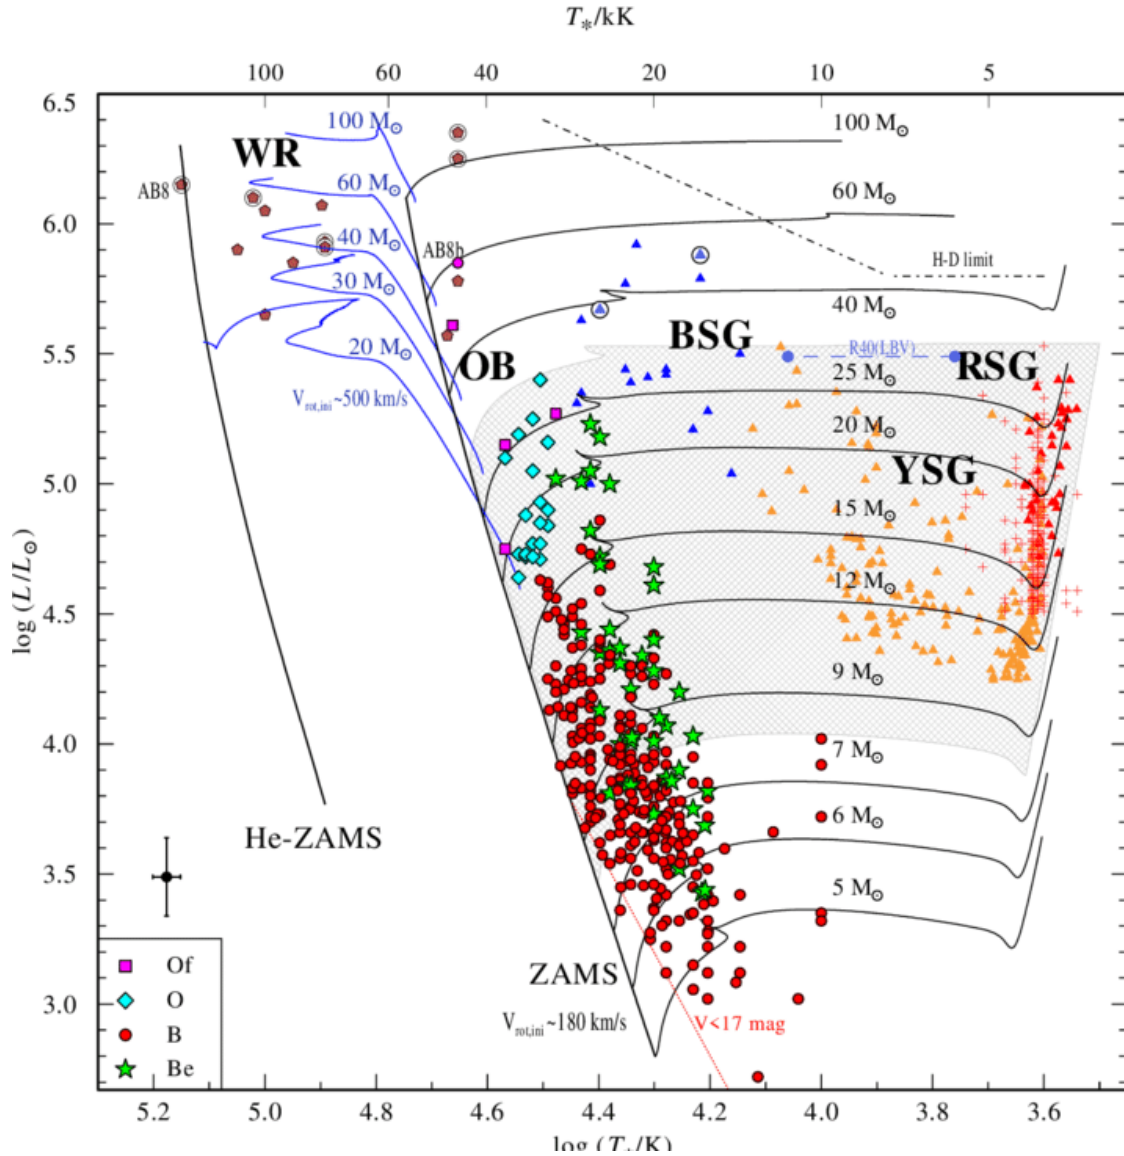 T*/kK
100 60 40 20 10 5
6.5
100 M⊙ 100 M⊙
WR
AB8 60 M⊙ 60 M⊙
6.0
40 M⊙ AB8b H-D limit
30 M⊙ 40 M⊙
BSG
5.5 20 M⊙ OB R40(LBV) RSG
25 M⊙
Vrot,ini~500 km/s
20 M⊙
YSG
5.0
15 M⊙
log (L/L⊙)
12 M⊙
4.5
9 M⊙
4.0
7 M⊙
He-ZAMS 6 M⊙
3.5
5 M⊙
Of
ZAMS
O
3.0
Vrot,ini~180 km/s V<17 mag
B
Be
5.2 5.0 4.8 4.6 4.4 4.2 4.0 3.8 3.6